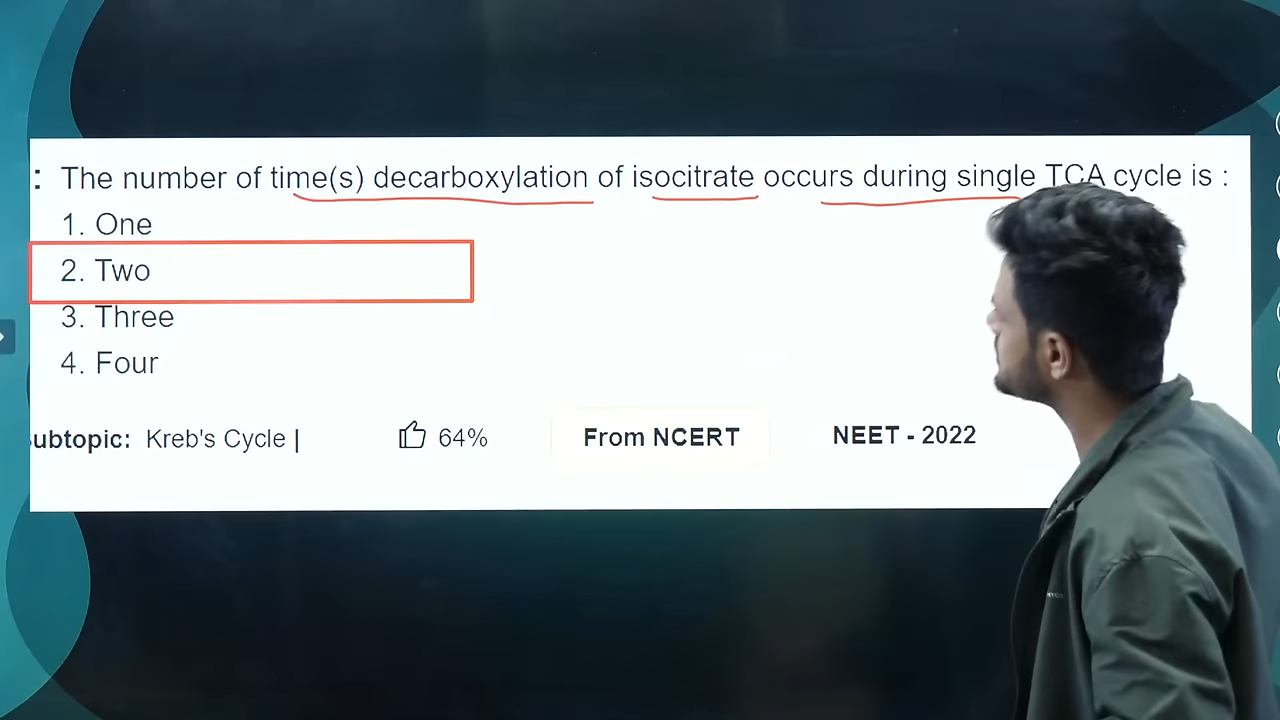 : The number of time(s) decarboxylation of isocitrate occurs during single TCA cycle is :
1. One
2. Two
3. Three
4. Four
ubtopic: Kreb's Cycle | 64% From NCERT NEET - 2022